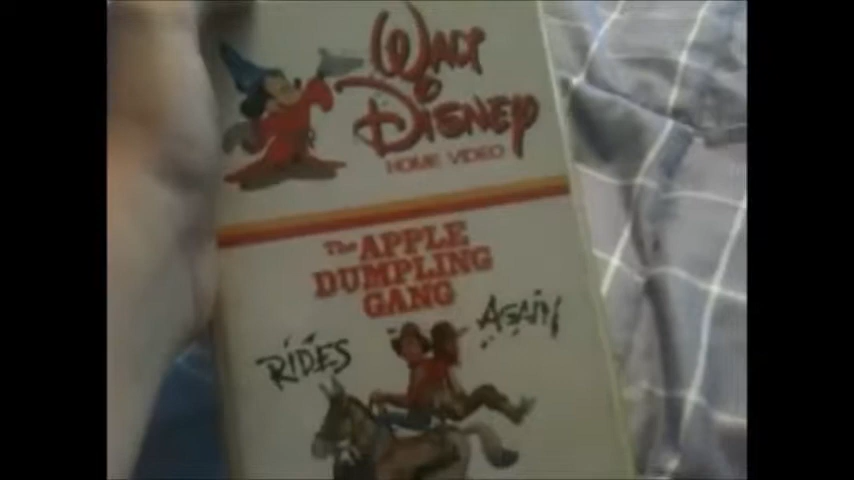 WALT
DISNEY
HOME VIDEO
The APPLE
DUMPLING
GANG
RIDES AGAIN